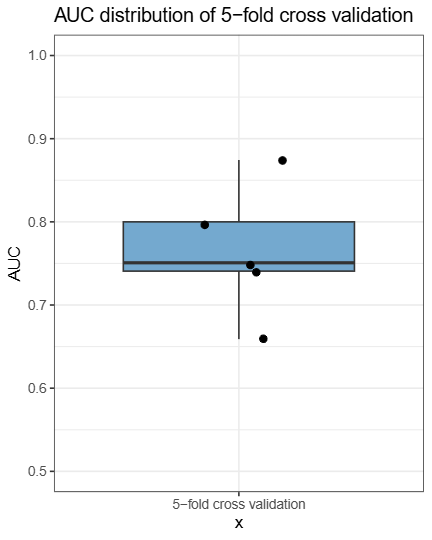 AUC distribution of 5−fold cross validation
1.0
0.9
0.8
0.7
0.6
0.5
AUC
5−fold cross validation
x